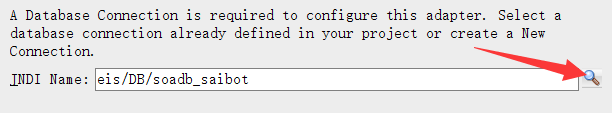 A Database Connection is required to configure this adapter. Select a
database connection already defined in your project or create a New
Connection.
JNDI Name: eis/DB/soadb_saibot